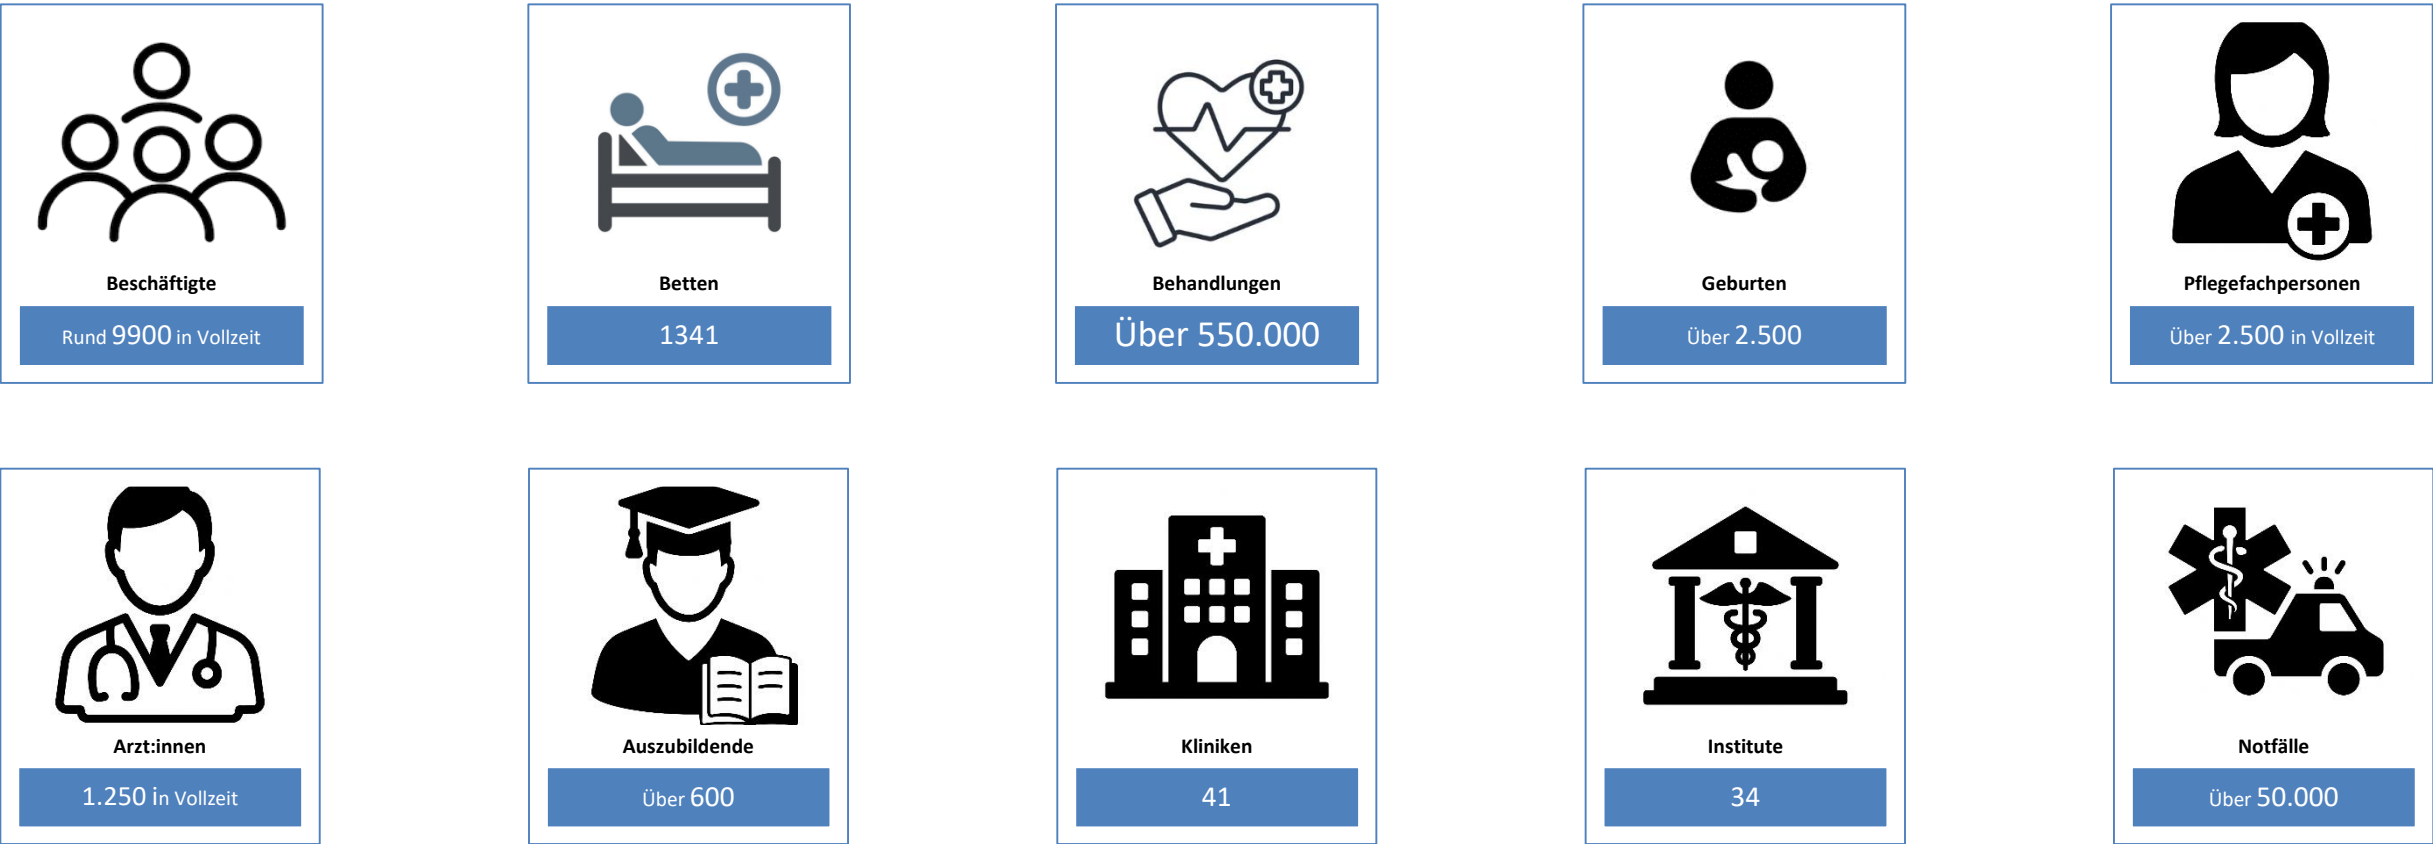 Beschäftigte
Rund 9900 in Vollzeit
Betten
1341
Behandlungen
Über 550.000
Geburten
Über 2.500
Pflegefachpersonen
Über 2.500 in Vollzeit
Arzt:innen
1.250 in Vollzeit
Auszubildende
Über 600
Kliniken
41
Institute
34
Notfälle
Über 50.000